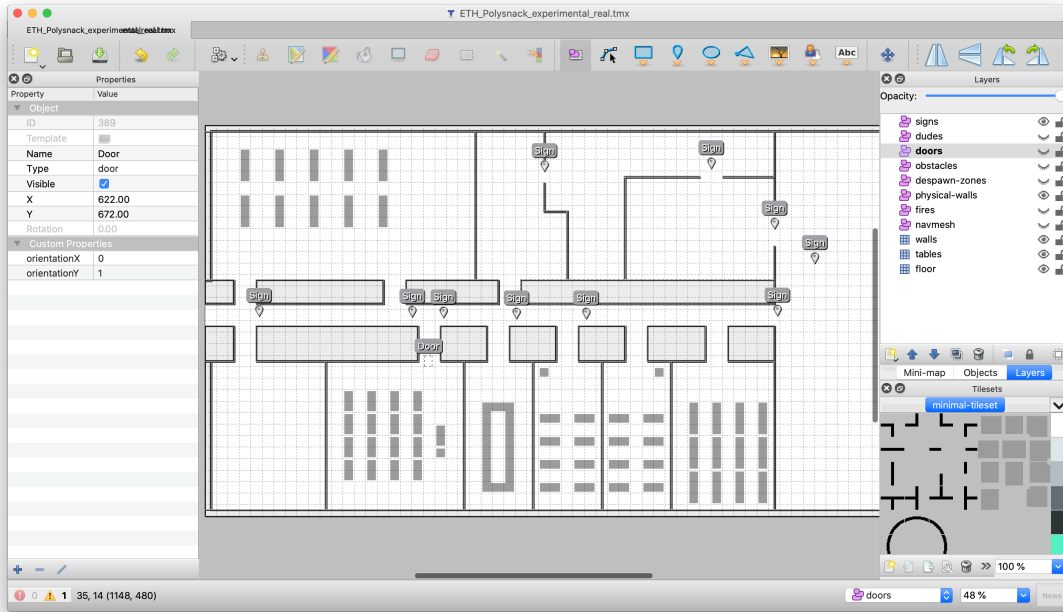 ETH_Polysnack_experimental_real.tmx
Abc
Properties
Property Value
Object
ID 389
Template
Name Door
Type door
Visible
X 622.00
Y 672.00
Rotation 0.00
Custom Properties
orientationX 0
orientationY 1
Sign
Sign
Sign
Sign
Sign
Sign
Sign
Sign
Sign
Sign
Door
Layers
Opacity:
signs
dudes
doors
obstacles
despawn-zones
physical-walls
fires
navmesh
walls
tables
floor
Mini-map Objects Layers
Tilesets
minimal-tileset
100 %
0 1 35, 14 (1148, 480)
doors 48 % News